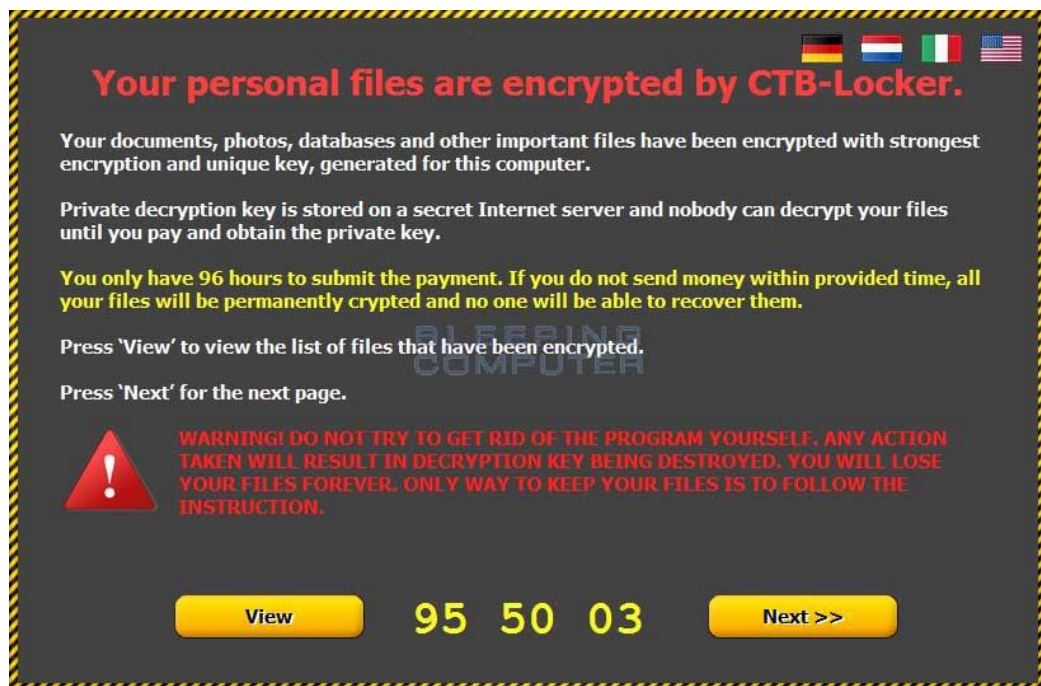 Your personal files are encrypted by CTB-Locker.
Your documents, photos, databases and other important files have been encrypted with strongest
encryption and unique key, generated for this computer.
Private decryption key is stored on a secret Internet server and nobody can decrypt your files
until you pay and obtain the private key.
You only have 96 hours to submit the payment. If you do not send money within provided time, all
your files will be permanently crypted and no one will be able to recover them.
BLEEPING
COMPUTER
Press 'View' to view the list of files that have been encrypted.
Press 'Next' for the next page.
WARNING! DO NOT TRY TO GET RID OF THE PROGRAM YOURSELF. ANY ACTION
TAKEN WILL RESULT IN DECRYPTION KEY BEING DESTROYED. YOU WILL LOSE
YOUR FILES FOREVER. ONLY WAY TO KEEP YOUR FILES IS TO FOLLOW THE
INSTRUCTION.
View
95 50 03
Next >>